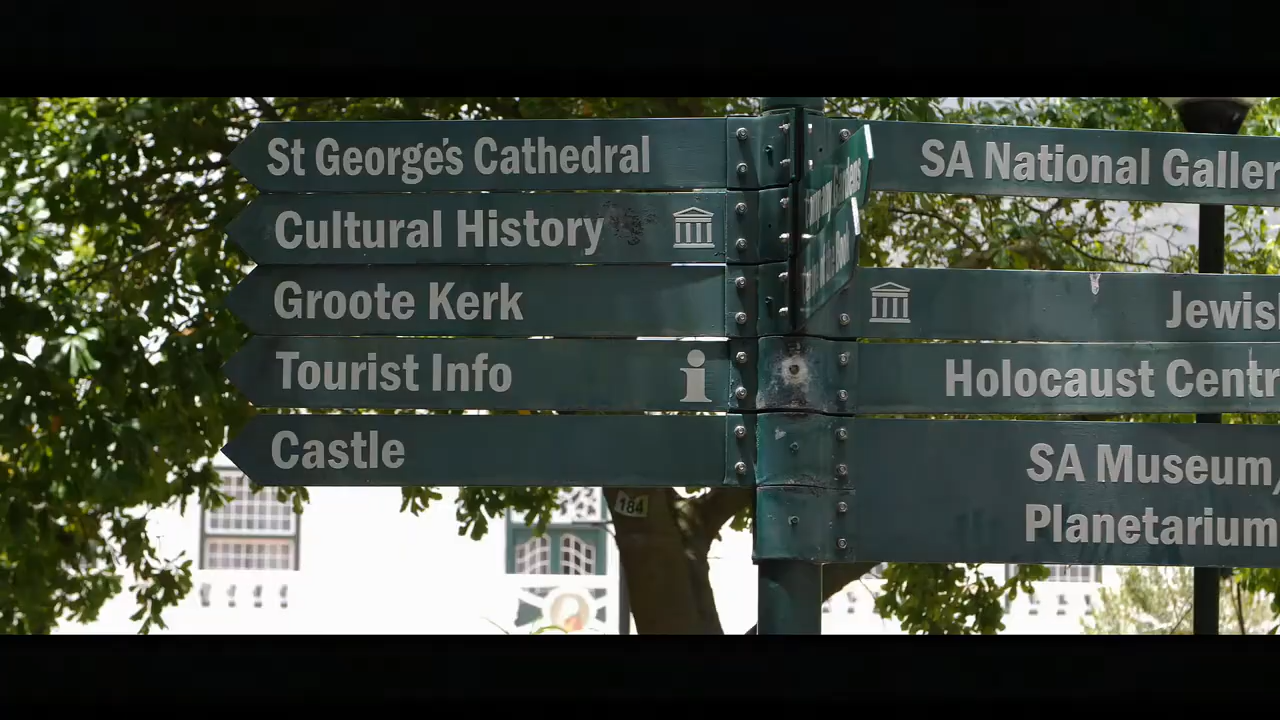 St George's Cathedral
Cultural History
Groote Kerk
Tourist Info
Castle
SA National Galler
Jewis
Holocaust Centr
SA Museum,
Planetarium
184